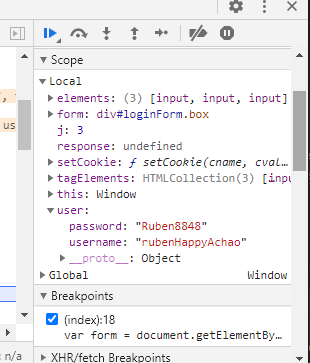 Scope
Local
elements: (3) [input, input, input]
form: div#loginForm.box
j: 3
response: undefined
setCookie: ƒ setCookie(cname, cval…
tagElements: HTMLCollection(3) [inp
this: Window
us
user:
password: "Ruben8848"
username: "rubenHappyAchao"
__proto__: Object
Global Window
Breakpoints
(index):18
var form = document.getElementBy…
XHR/fetch Breakpoints
: n/a